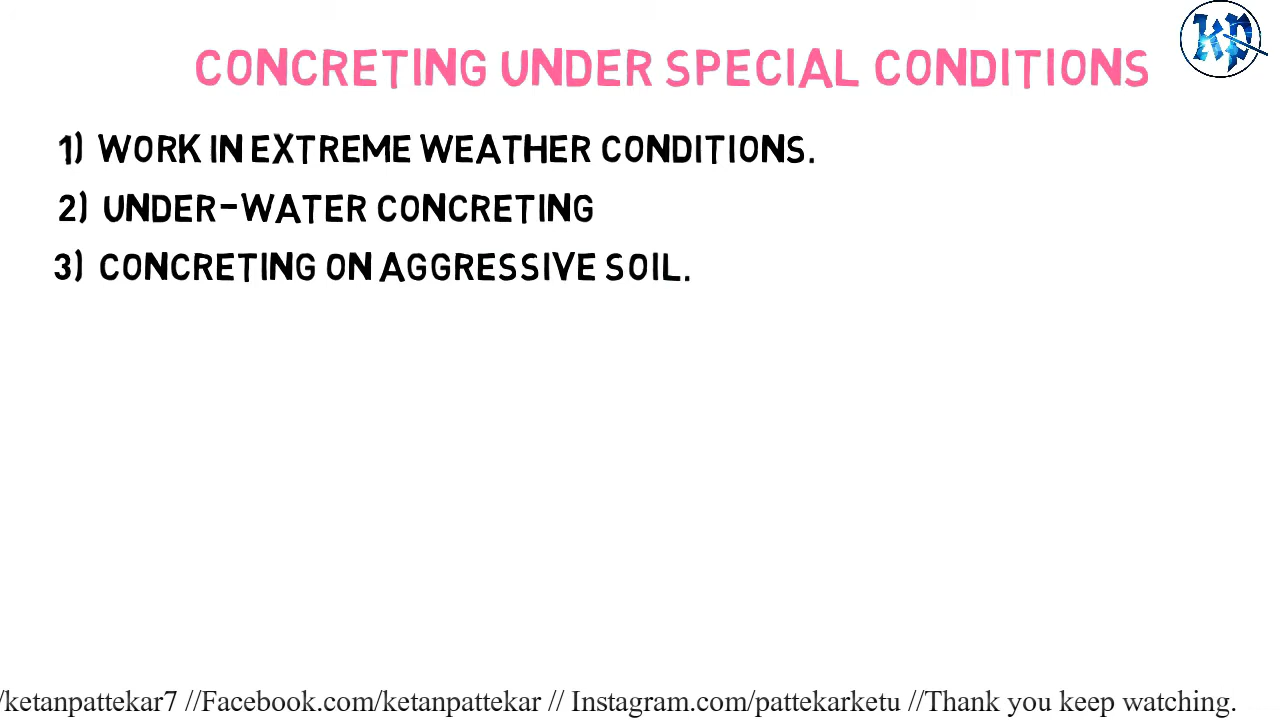 KP
CONCRETING UNDER SPECIAL CONDITIONS
1) WORK IN EXTREME WEATHER CONDITIONS.
2) UNDER-WATER CONCRETING
3) CONCRETING ON AGGRESSIVE SOIL.
/ketanpattekar7 //Facebook.com/ketanpattekar // Instagram.com/pattekarketu //Thank you keep watching.